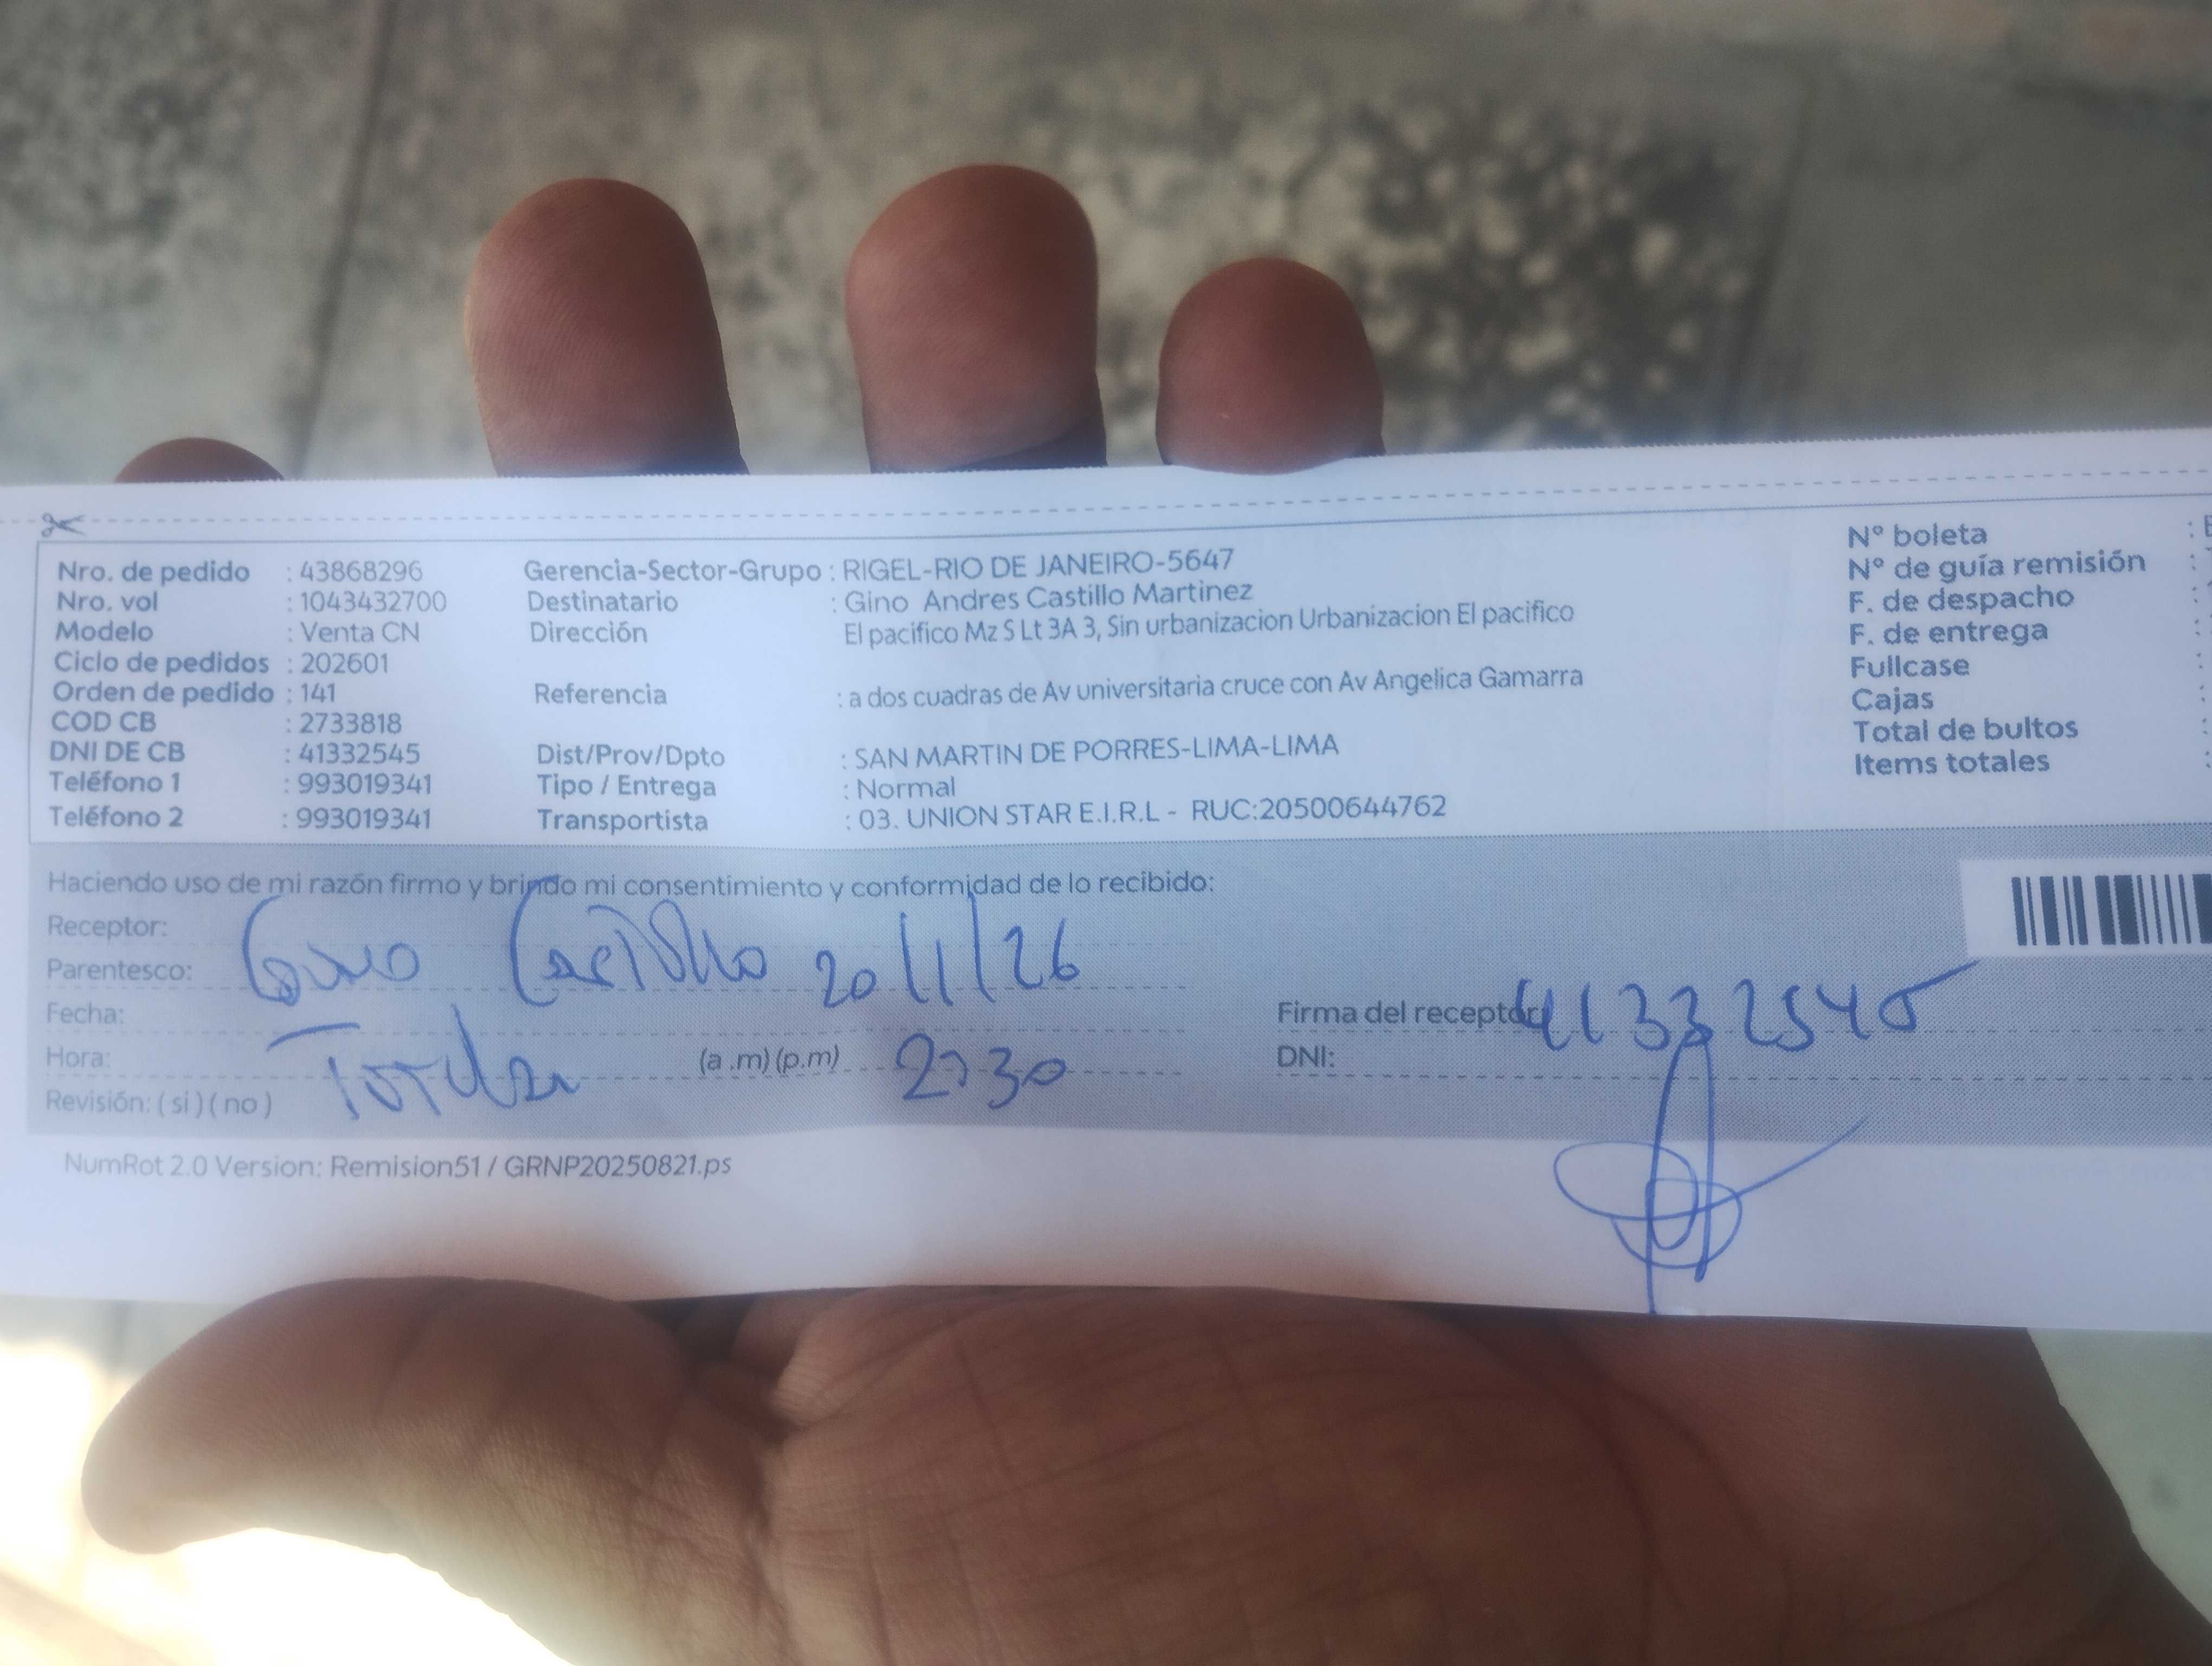 Nro. de pedido : 43868296
Nro. vol : 1043432700
Modelo : Venta CN
Ciclo de pedidos : 202601
Orden de pedido : 141
COD CB : 2733818
DNI DE CB : 41332545
Teléfono 1 : 993019341
Teléfono 2 : 993019341
Gerencia-Sector-Grupo : RIGEL-RIO DE JANEIRO-5647
Destinatario : Gino Andres Castillo Martinez
Dirección El pacifico Mz S Lt 3A 3, Sin urbanizacion Urbanizacion El pacifico
Referencia : a dos cuadras de Av universitaria cruce con Av Angelica Gamarra
Dist/Prov/Dpto : SAN MARTIN DE PORRES-LIMA-LIMA
Tipo / Entrega : Normal
Transportista : 03. UNION STAR E.I.R.L - RUC:20500644762
N° boleta :
N° de guía remisión :
F. de despacho :
F. de entrega :
Fullcase :
Cajas :
Total de bultos :
Items totales :
Haciendo uso de mi razón firmo y brindo mi consentimiento y conformidad de lo recibido:
Receptor:
Parentesco: Gino Castillo 20/1/26
Fecha:
Hora: Titular (a .m) (p.m) 2:30
Revisión: ( si ) ( no )
Firma del receptor: 41332545
DNI:
NumRot 2.0 Version: Remision51 / GRNP20250821.ps